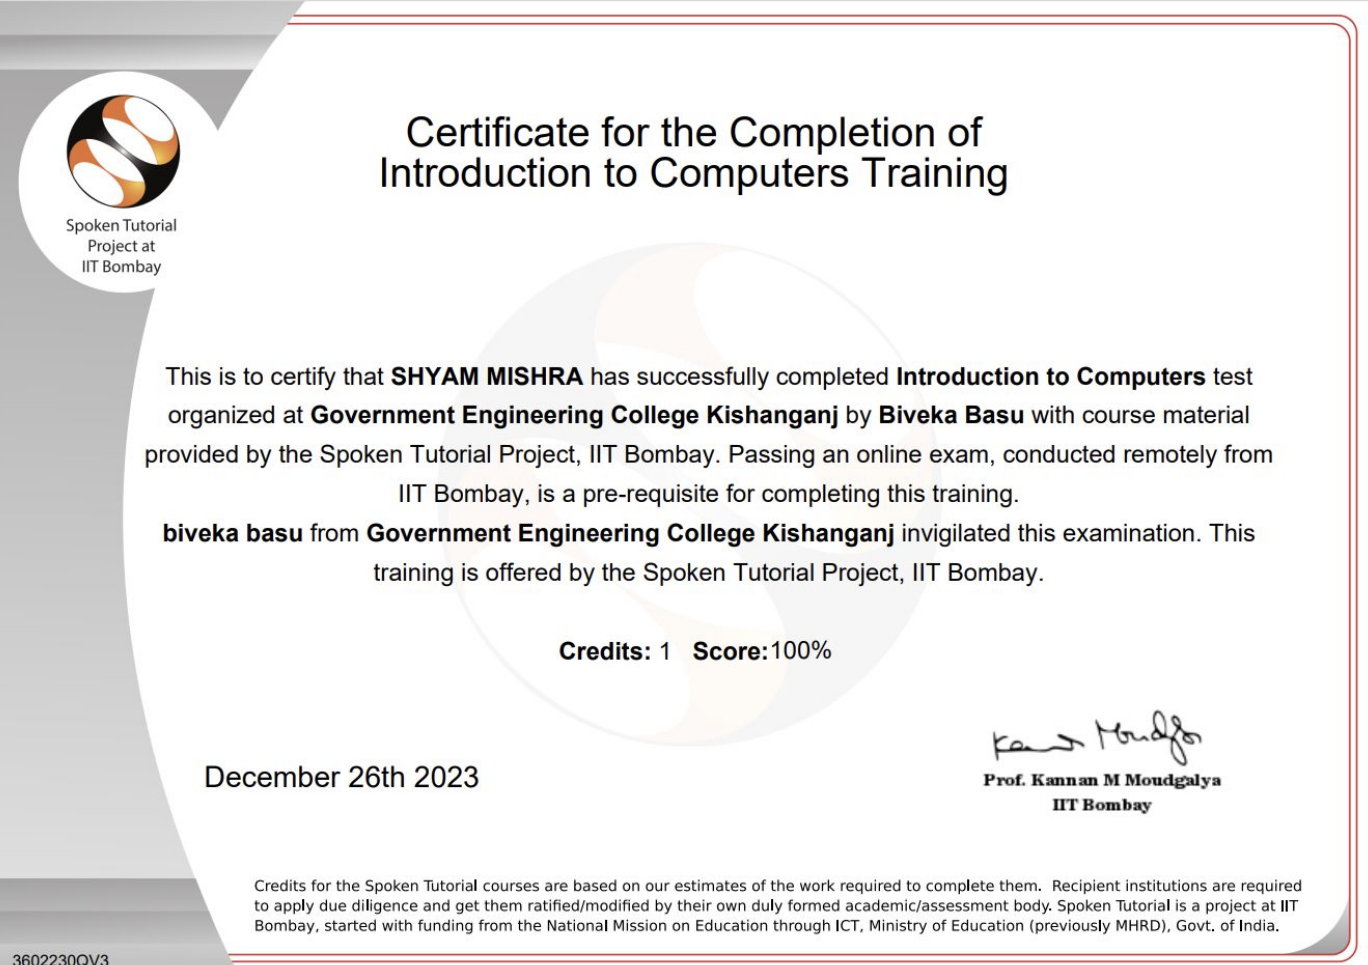 Spoken Tutorial
Project at
IIT Bombay
Certificate for the Completion of
Introduction to Computers Training
This is to certify that SHYAM MISHRA has successfully completed Introduction to Computers test
organized at Government Engineering College Kishanganj by Biveka Basu with course material
provided by the Spoken Tutorial Project, IIT Bombay. Passing an online exam, conducted remotely from
IIT Bombay, is a pre-requisite for completing this training.
biveka basu from Government Engineering College Kishanganj invigilated this examination. This
training is offered by the Spoken Tutorial Project, IIT Bombay.
Credits: 1 Score:100%
December 26th 2023
Kannan Moudgalya
Prof. Kannan M Moudgalya
IIT Bombay
Credits for the Spoken Tutorial courses are based on our estimates of the work required to complete them. Recipient institutions are required
to apply due diligence and get them ratified/modified by their own duly formed academic/assessment body. Spoken Tutorial is a project at IIT
Bombay, started with funding from the National Mission on Education through ICT, Ministry of Education (previously MHRD), Govt. of India.
3602230QV3